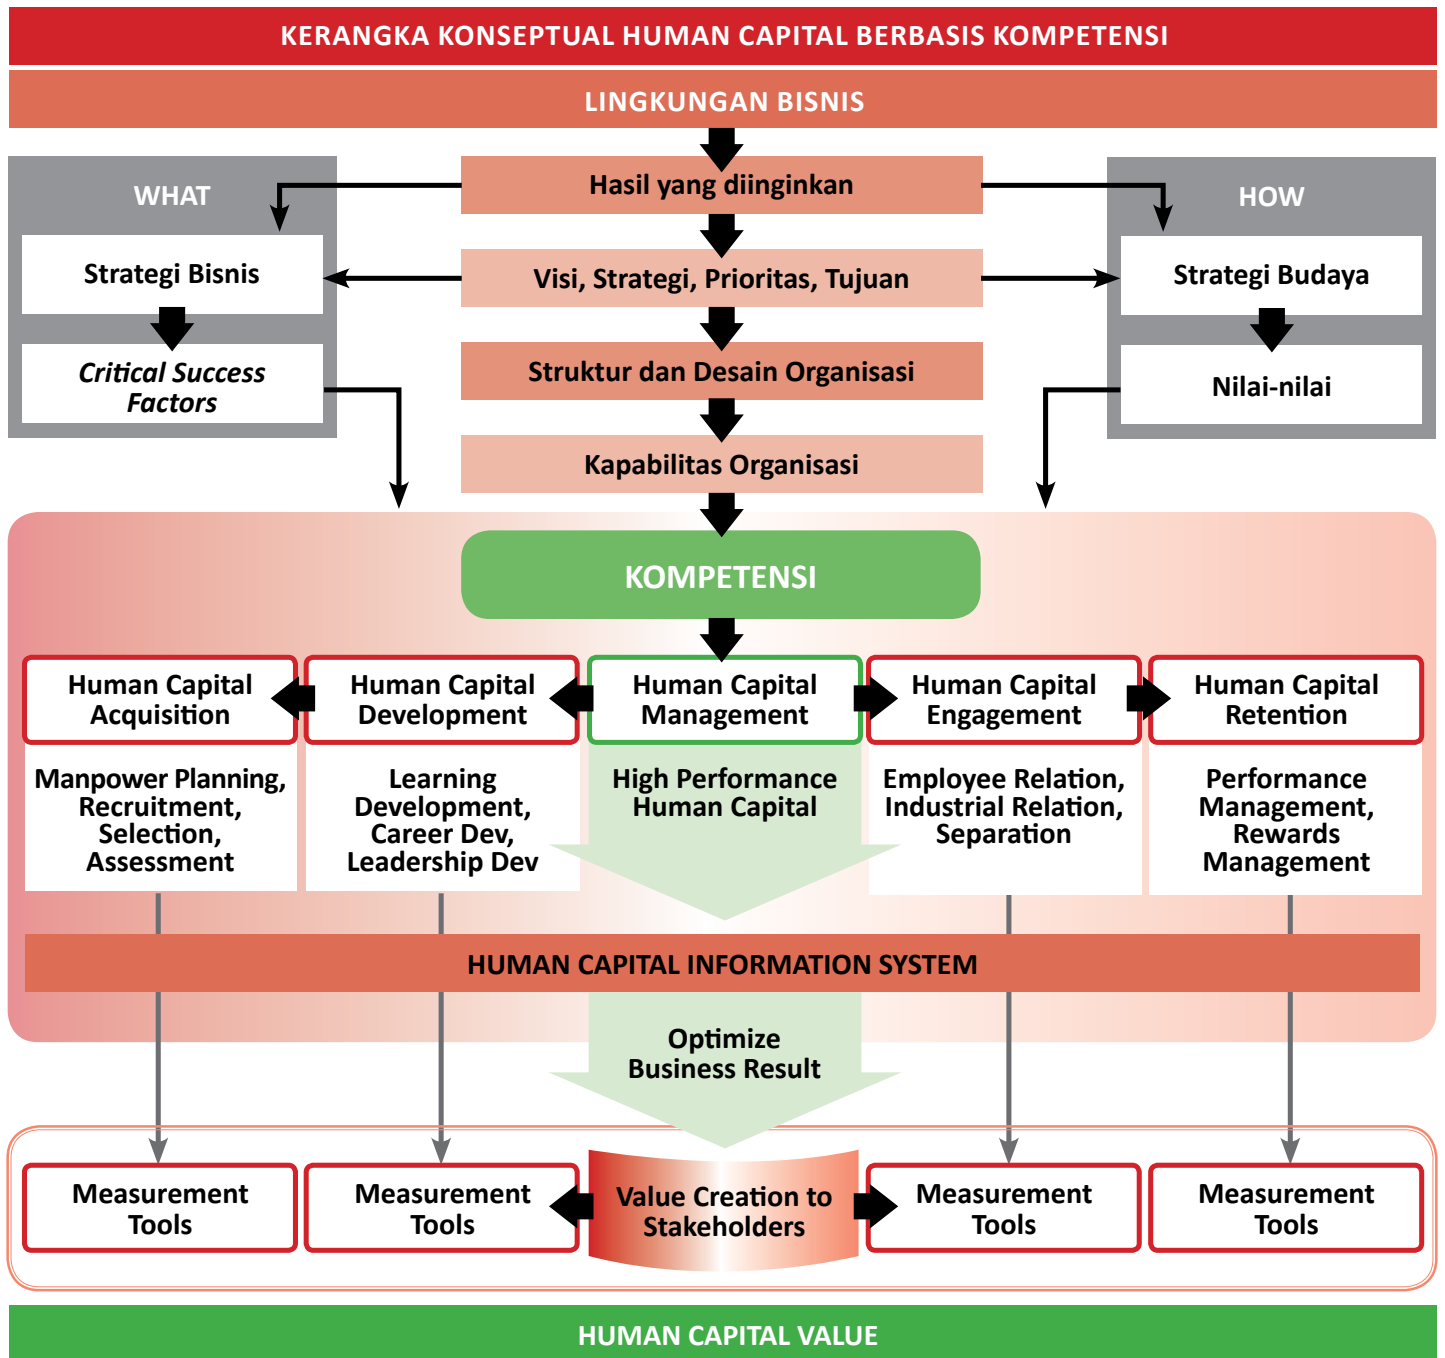 KERANGKA KONSEPTUAL HUMAN CAPITAL BERBASIS KOMPETENSI
LINGKUNGAN BISNIS
WHAT
Strategi Bisnis
Critical Success
Factors
Hasil yang diinginkan
Visi, Strategi, Prioritas, Tujuan
Struktur dan Desain Organisasi
Kapabilitas Organisasi
HOW
Strategi Budaya
Nilai-nilai
KOMPETENSI
Human Capital
Acquisition
Human Capital
Development
Human Capital
Management
Human Capital
Engagement
Human Capital
Retention
Manpower Planning,
Recruitment,
Selection,
Assessment
Learning
Development,
Career Dev,
Leadership Dev
High Performance
Human Capital
Employee Relation,
Industrial Relation,
Separation
Performance
Management,
Rewards
Management
HUMAN CAPITAL INFORMATION SYSTEM
Optimize
Business Result
Measurement
Tools
Measurement
Tools
Value Creation to
Stakeholders
Measurement
Tools
Measurement
Tools
HUMAN CAPITAL VALUE